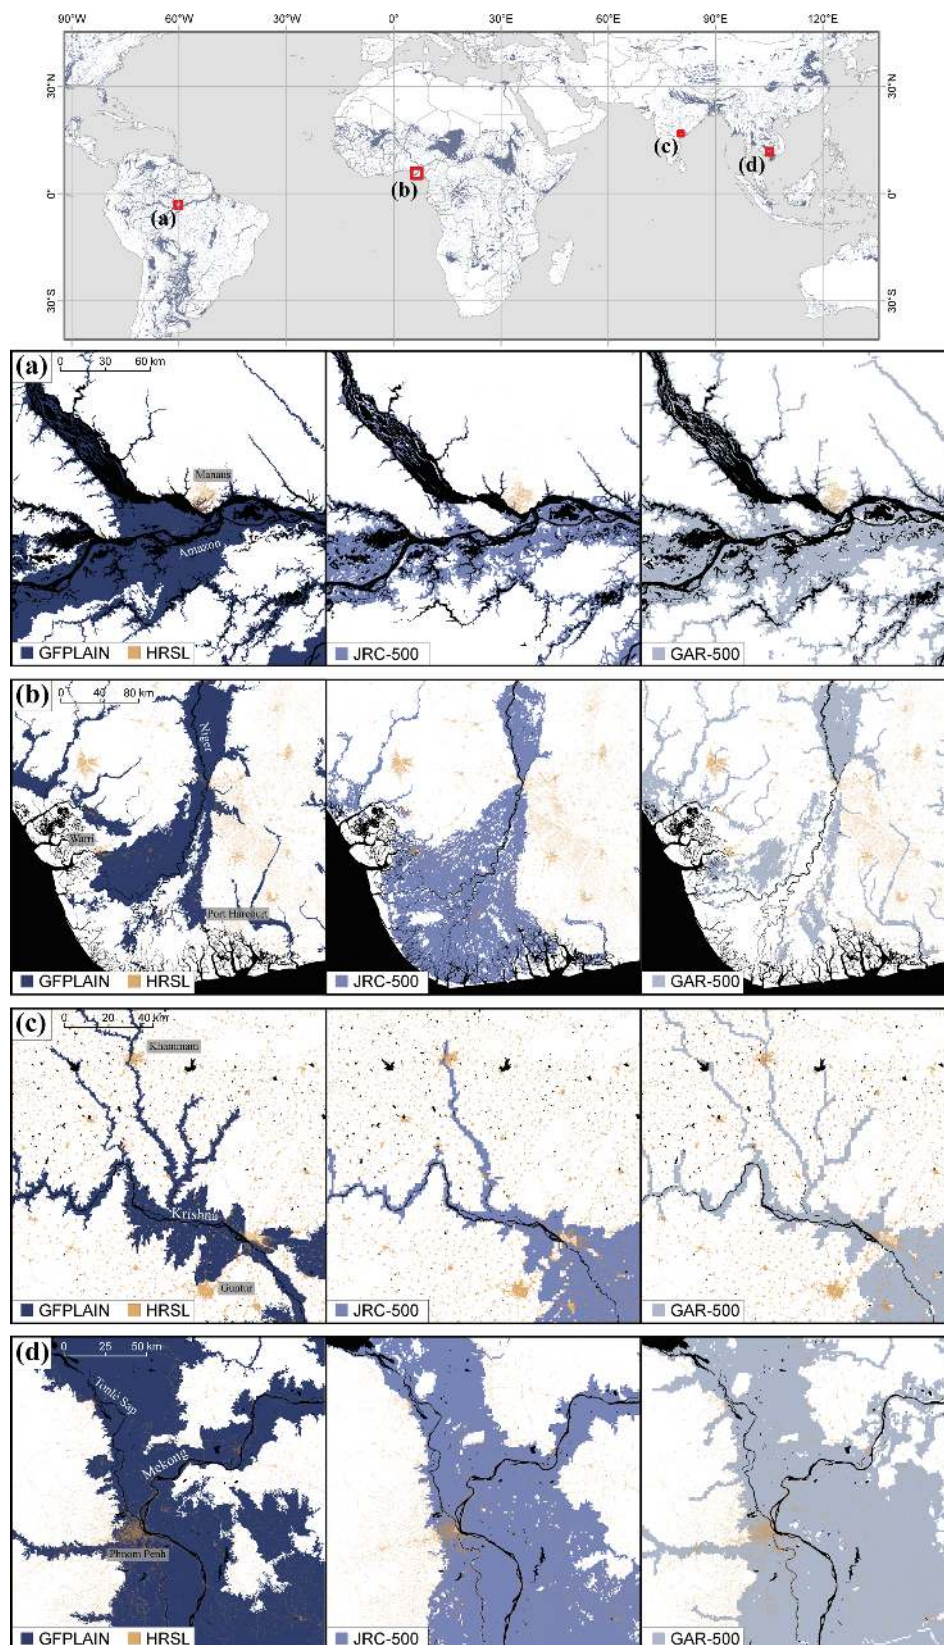 90°W 60°W 30°W 0° 30°E 60°E 90°E 120°E
30°N 30°N
0° 0°
30°S 30°S
(a)
(b)
(c)
(d)
(a)
0 30 60 km
Manaus
Amazon
GFPLAIN HRSL JRC-500 GAR-500
(b)
0 40 80 km
Niger
Warri
Port Harcourt
GFPLAIN HRSL JRC-500 GAR-500
(c)
0 20 40 km
Khammam
Krishna
Guntur
GFPLAIN HRSL JRC-500 GAR-500
(d)
0 25 50 km
Tonlé Sap
Mekong
Phnom Penh
GFPLAIN HRSL JRC-500 GAR-500